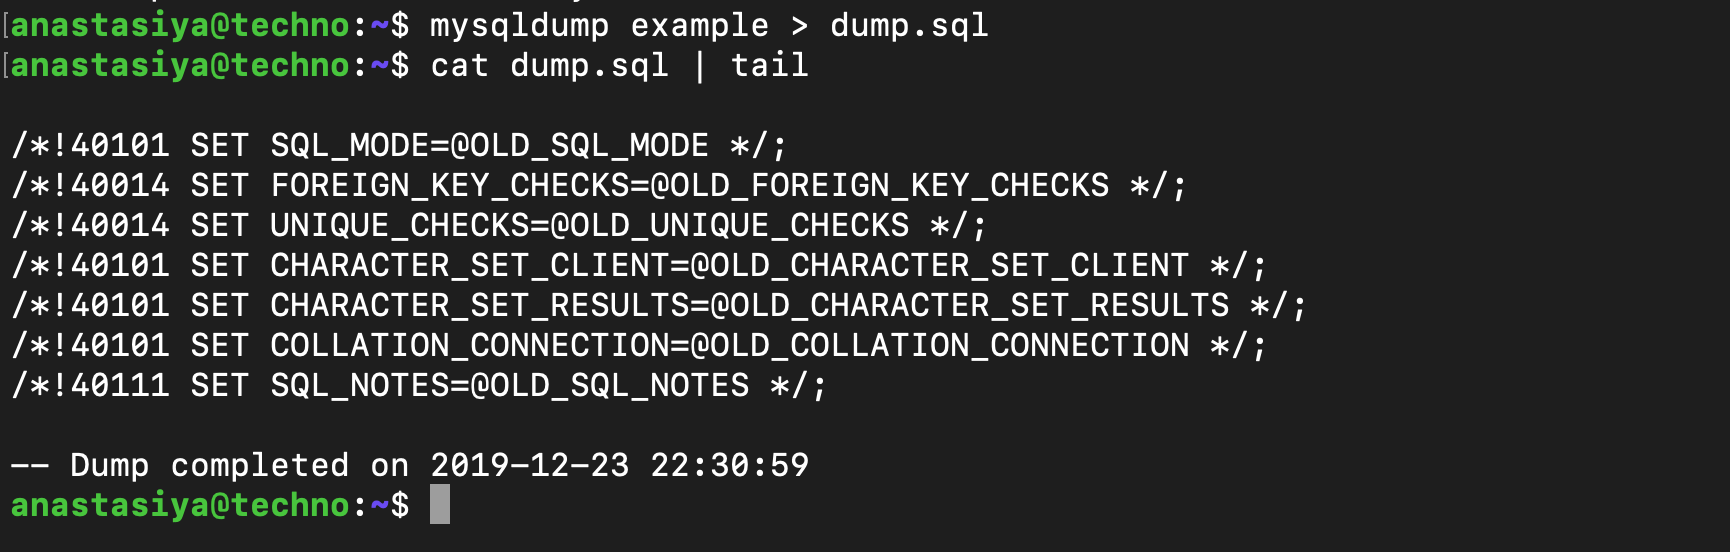 [anastasiya@techno:~$ mysqldump example > dump.sql
[anastasiya@techno:~$ cat dump.sql | tail
/*!40101 SET SQL_MODE=@OLD_SQL_MODE */;
/*!40014 SET FOREIGN_KEY_CHECKS=@OLD_FOREIGN_KEY_CHECKS */;
/*!40014 SET UNIQUE_CHECKS=@OLD_UNIQUE_CHECKS */;
/*!40101 SET CHARACTER_SET_CLIENT=@OLD_CHARACTER_SET_CLIENT */;
/*!40101 SET CHARACTER_SET_RESULTS=@OLD_CHARACTER_SET_RESULTS */;
/*!40101 SET COLLATION_CONNECTION=@OLD_COLLATION_CONNECTION */;
/*!40111 SET SQL_NOTES=@OLD_SQL_NOTES */;
-- Dump completed on 2019-12-23 22:30:59
anastasiya@techno:~$